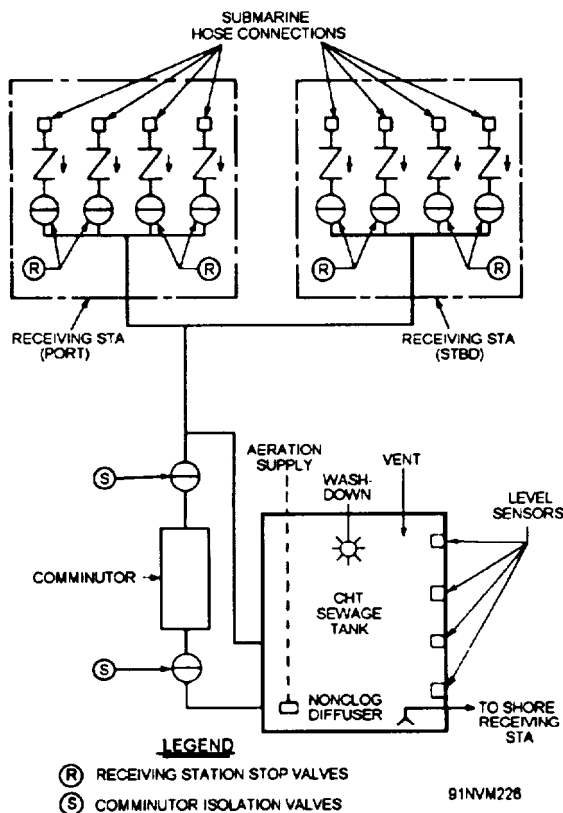 SUBMARINE
HOSE CONNECTIONS
R
R
R
R
RECEIVING STA
(PORT)
RECEIVING STA
(STBD)
AERATION
SUPPLY
VENT
WASH-
DOWN
LEVEL
SENSORS
S
COMMINUTOR
CHT
SEWAGE
TANK
S
NONCLOG
DIFFUSER
TO SHORE
RECEIVING
STA
LEGEND
R RECEIVING STATION STOP VALVES
S COMMINUTOR ISOLATION VALVES
91NVM226